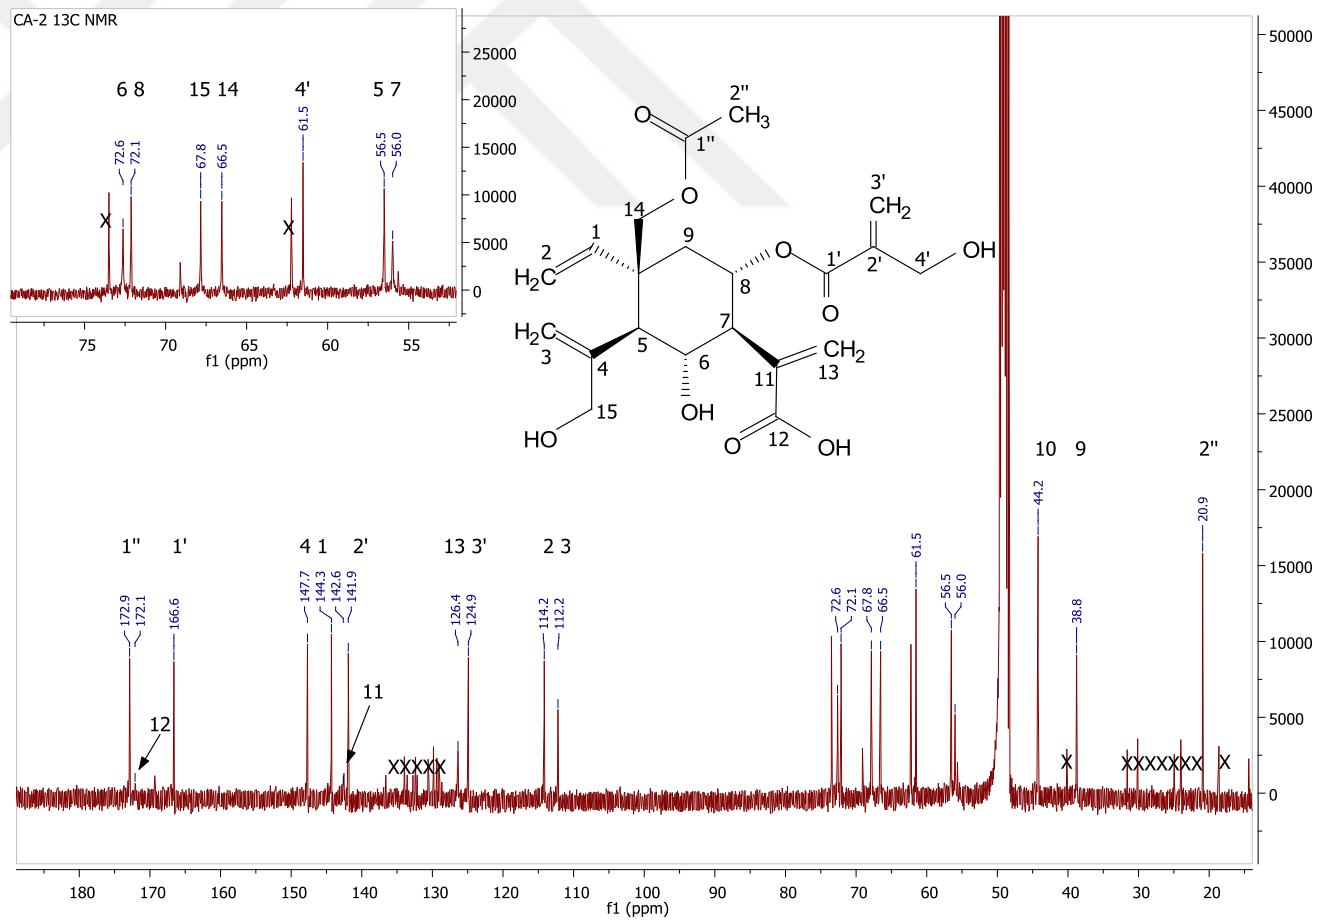 CA-2 13C NMR
6 8 15 14 4' 5 7
72.6 72.1 67.8 66.5 61.5 56.5 56.0
X X
25000
20000
15000
10000
5000
0
75 70 65 60 55
f1 (ppm)
2''
O CH3
1''
O
14 3'
CH2
1 9 O OH
2 4'
H2C 1' 2'
8 O
H2C 7
3 5 CH2
4 6 11 13
15 OH
HO 12
O OH
1'' 1' 4 1 2' 13 3' 2 3 10 9 2''
172.9 172.1 166.6 147.7 144.3 142.6 141.9 126.4 124.9 114.2 112.2 72.6 72.1 67.8 66.5 61.5 56.5 56.0 44.2 38.8 20.9
12 11
XXXXX X XXXXXXX X
50000
45000
40000
35000
30000
25000
20000
15000
10000
5000
0
180 170 160 150 140 130 120 110 100 90 80 70 60 50 40 30 20
f1 (ppm)